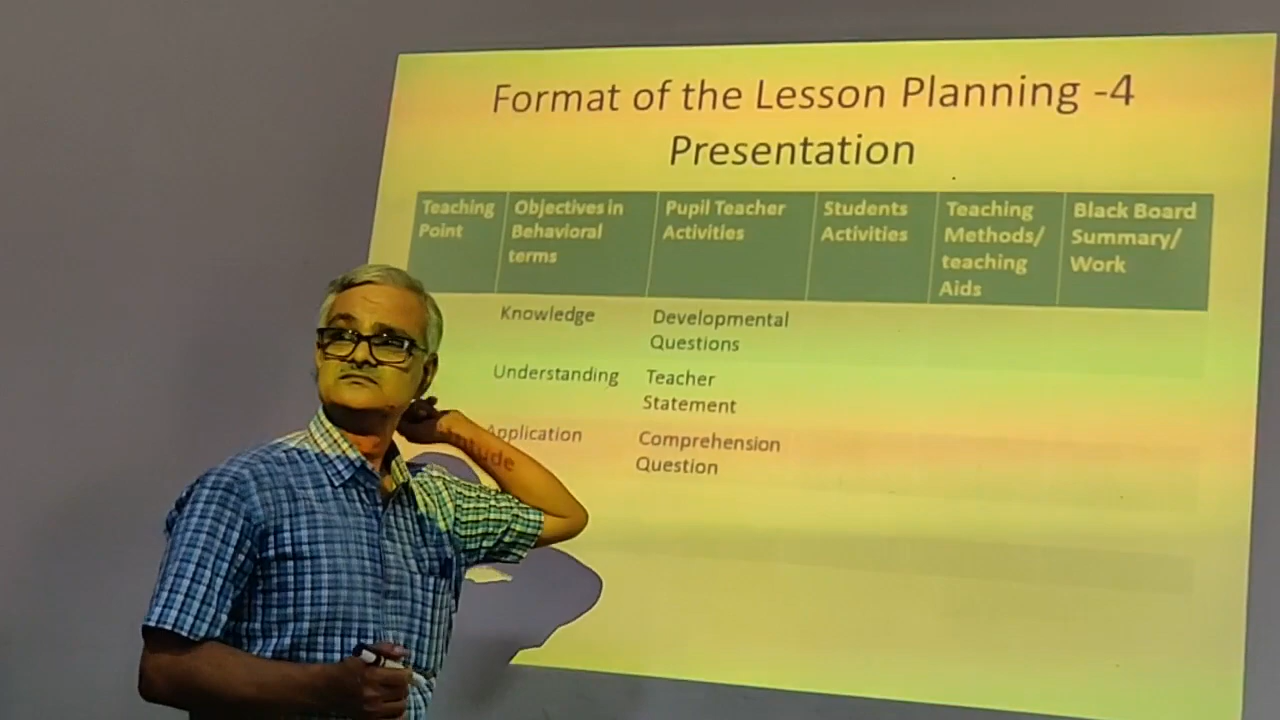 Format of the Lesson Planning -4
Presentation
Teaching
Point
Objectives in
Behavioral
terms
Pupil Teacher
Activities
Students
Activities
Teaching
Methods/
teaching
Aids
Black Board
Summary/
Work
Knowledge
Developmental
Questions
Understanding
Teacher
Statement
Application
Comprehension
Question